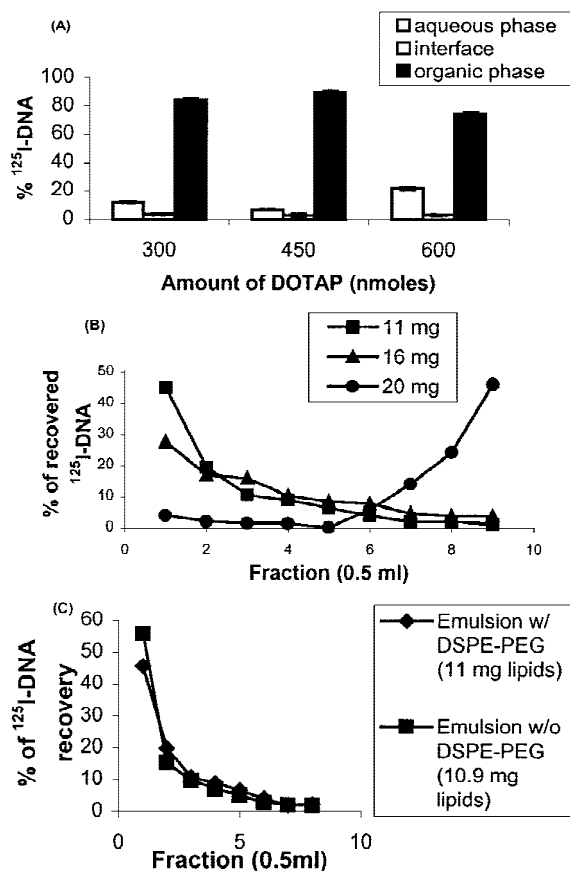 (A)
aqueous phase
interface
organic phase
% ¹²⁵I-DNA
100
80
60
40
20
0
300 450 600
Amount of DOTAP (nmoles)
(B)
11 mg
16 mg
20 mg
% of recovered
¹²⁵I-DNA
50
40
30
20
10
0
0 2 4 6 8 10
Fraction (0.5 ml)
(C)
% of ¹²⁵I-DNA
recovery
60
50
40
30
20
10
0
0 5 10
Fraction (0.5ml)
Emulsion w/
DSPE-PEG
(11 mg lipids)
Emulsion w/o
DSPE-PEG
(10.9 mg
lipids)